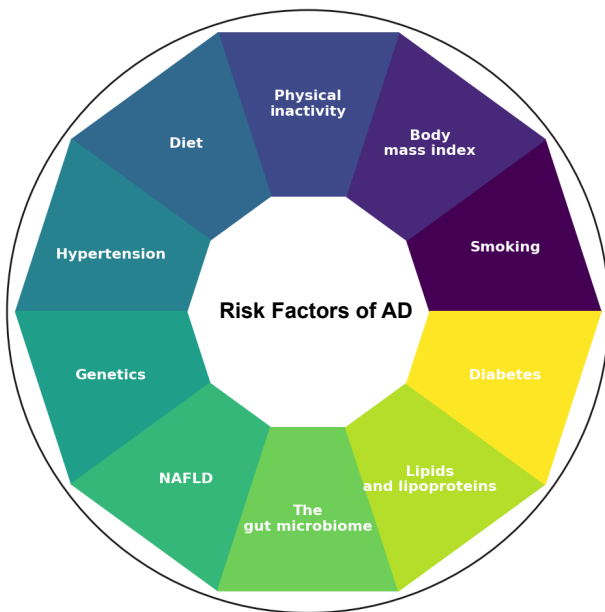 Physical
inactivity
Body
mass index
Smoking
Diabetes
Lipids
and lipoproteins
The
gut microbiome
NAFLD
Genetics
Hypertension
Diet
Risk Factors of AD